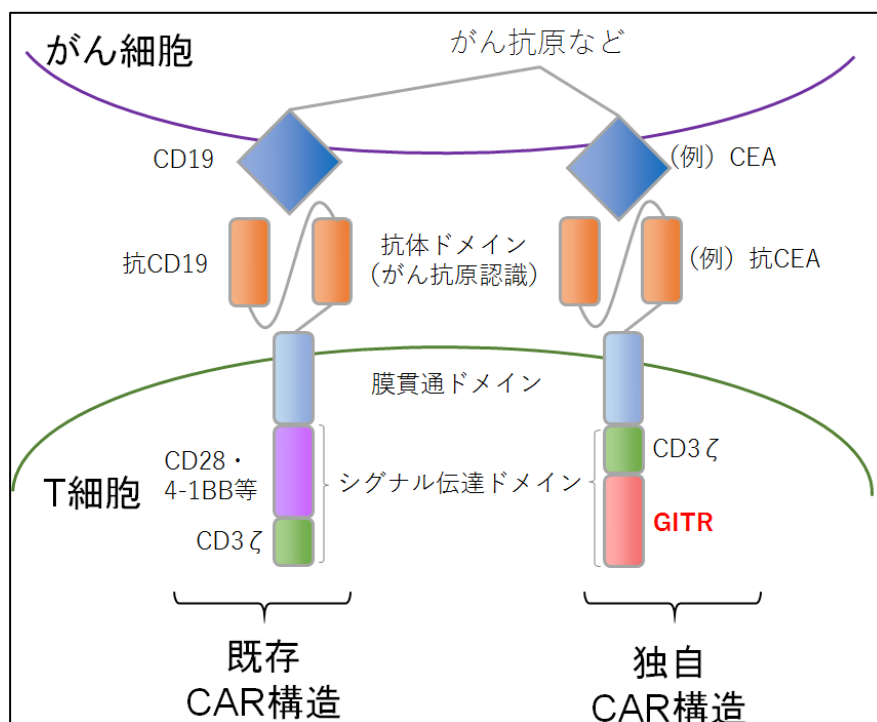 がん細胞
がん抗原など
CD19
（例）CEA
抗CD19
抗体ドメイン
（がん抗原認識）
（例）抗CEA
膜貫通ドメイン
T細胞
CD28・
4-1BB等
CD3ζ
シグナル伝達ドメイン
CD3ζ
GITR
既存
CAR構造
独自
CAR構造